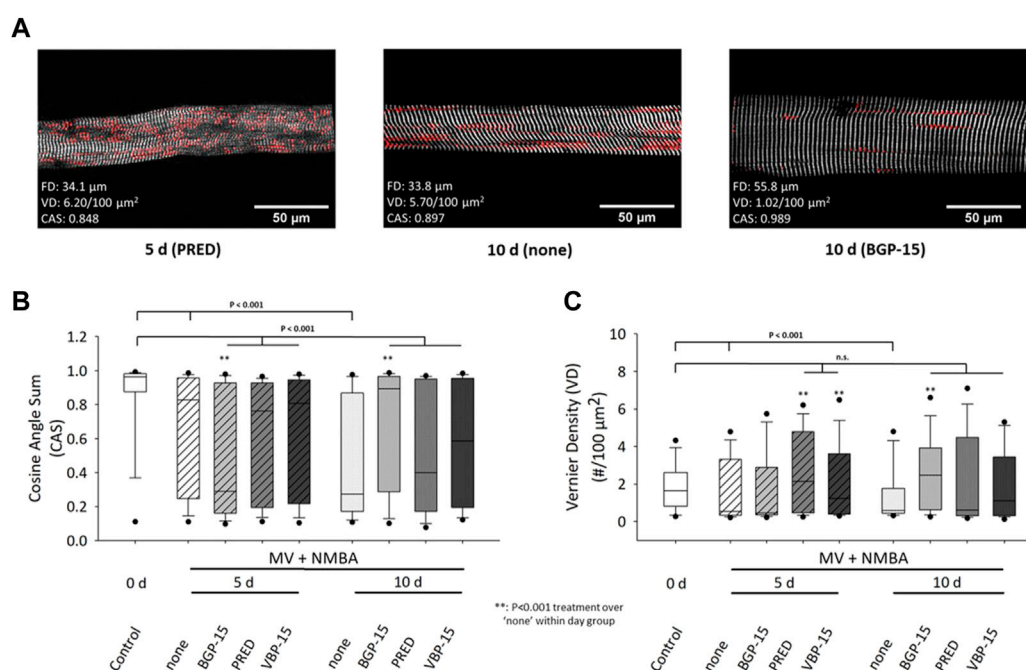 A
FD: 34.1 µm
VD: 6.20/100 µm²
CAS: 0.848
50 µm
5 d (PRED)
FD: 33.8 µm
VD: 5.70/100 µm²
CAS: 0.897
50 µm
10 d (none)
FD: 55.8 µm
VD: 1.02/100 µm²
CAS: 0.989
50 µm
10 d (BGP-15)
B
P < 0.001
P < 0.001
**
**
Cosine Angle Sum
(CAS)
1.2
1.0
0.8
0.6
0.4
0.2
0.0
MV + NMBA
0 d
5 d
10 d
Control
none
BGP-15
PRED
VBP-15
none
BGP-15
PRED
VBP-15
**: P<0.001 treatment over
'none' within day group
C
P < 0.001
n.s.
**
**
**
Vernier Density (VD)
(#/100 µm²)
10
8
6
4
2
0
MV + NMBA
0 d
5 d
10 d
Control
none
BGP-15
PRED
VBP-15
none
BGP-15
PRED
VBP-15